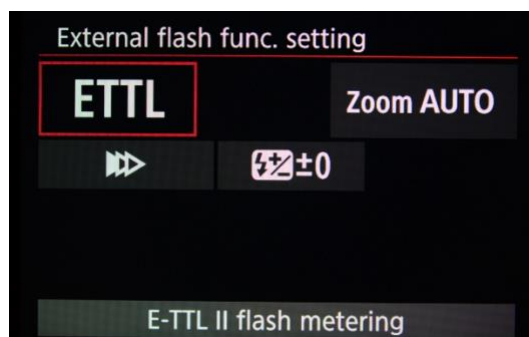 External flash func. setting
ETTL
Zoom AUTO
±0
E-TTL II flash metering